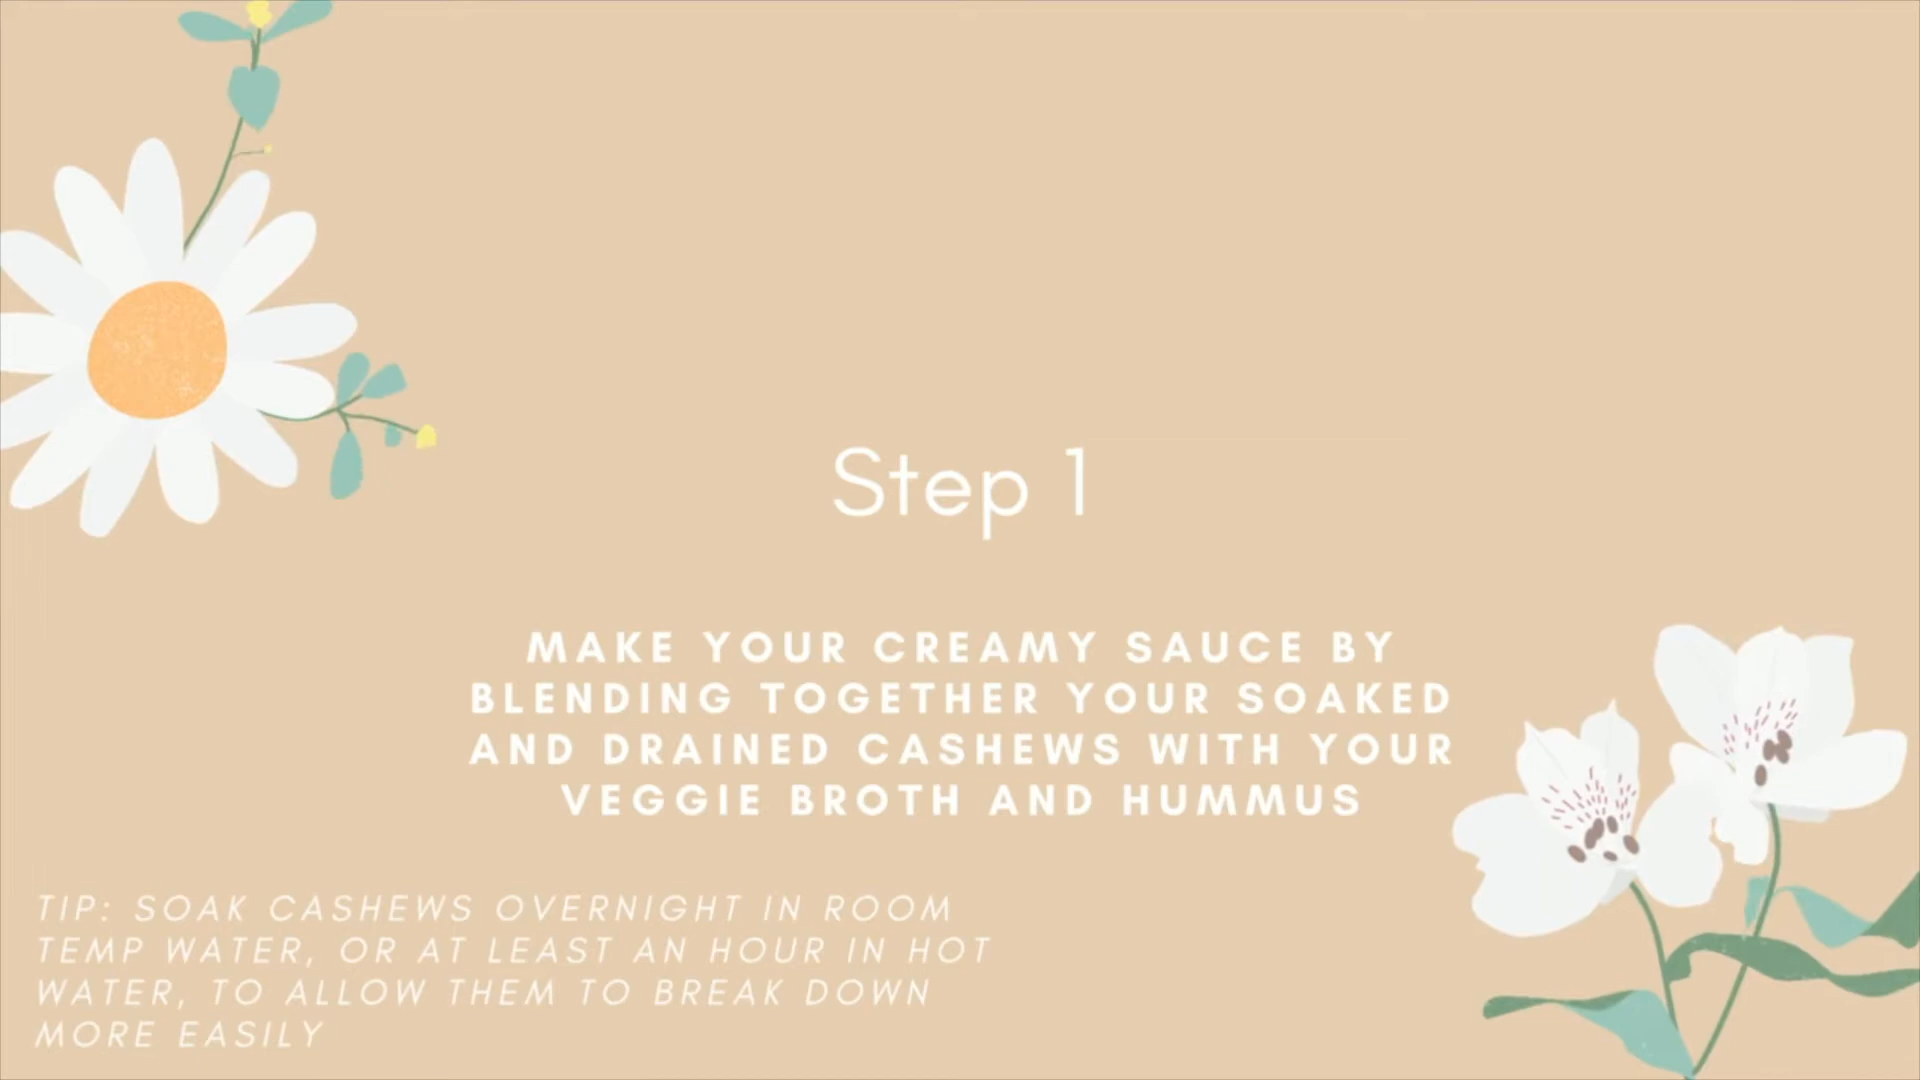 Step 1
MAKE YOUR CREAMY SAUCE BY
BLENDING TOGETHER YOUR SOAKED
AND DRAINED CASHEWS WITH YOUR
VEGGIE BROTH AND HUMMUS
TIP: SOAK CASHEWS OVERNIGHT IN ROOM
TEMP WATER, OR AT LEAST AN HOUR IN HOT
WATER, TO ALLOW THEM TO BREAK DOWN
MORE EASILY